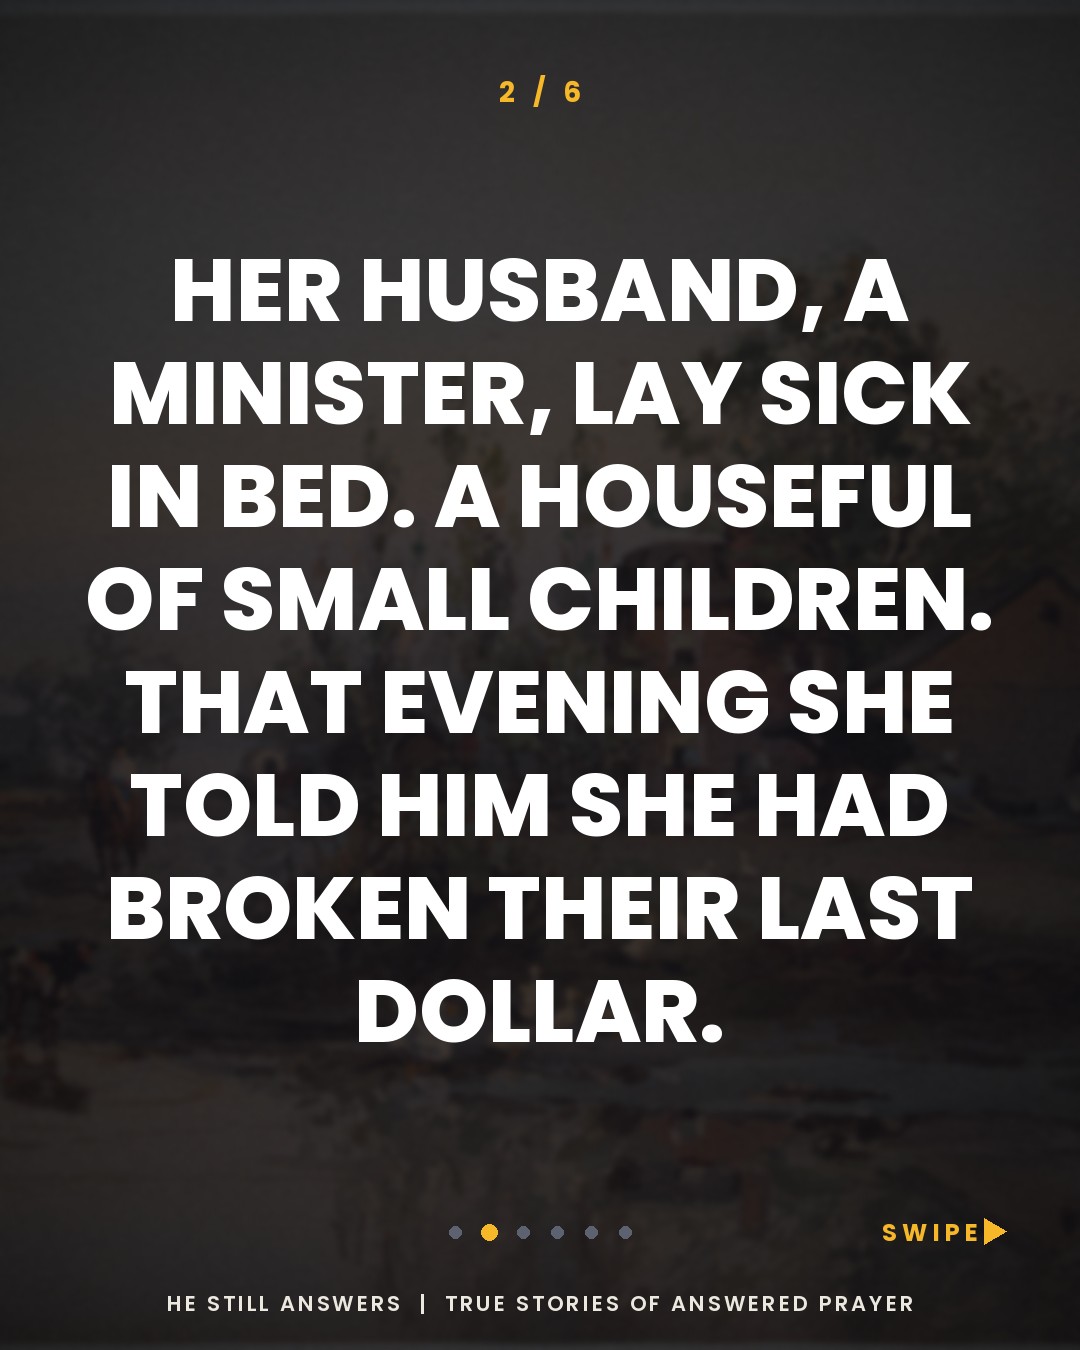 2 / 6
HER HUSBAND, A
MINISTER, LAY SICK
IN BED. A HOUSEFUL
OF SMALL CHILDREN.
THAT EVENING SHE
TOLD HIM SHE HAD
BROKEN THEIR LAST
DOLLAR.
SWIPE
HE STILL ANSWERS | TRUE STORIES OF ANSWERED PRAYER